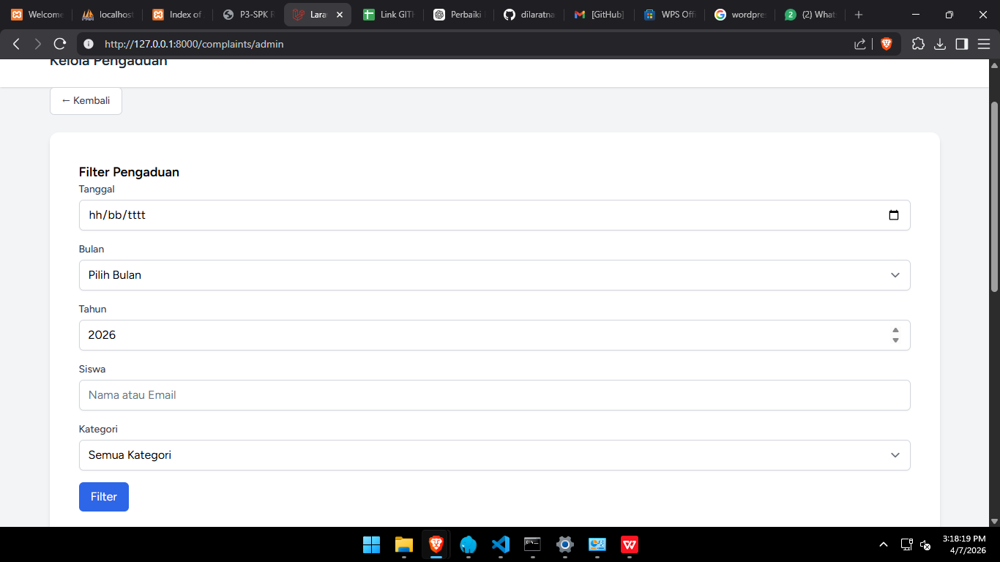 Welcome
localhost
Index of
P3-SPK R
Lara
Link GITH
Perbaiki
dilaratna
[GitHub]
WPS Offi
wordpre
(2) What
http://127.0.0.1:8000/complaints/admin
Kelola Pengaduan
← Kembali
Filter Pengaduan
Tanggal
hh/bb/tttt
Bulan
Pilih Bulan
Tahun
2026
Siswa
Nama atau Email
Kategori
Semua Kategori
Filter
3:18:19 PM
4/7/2026